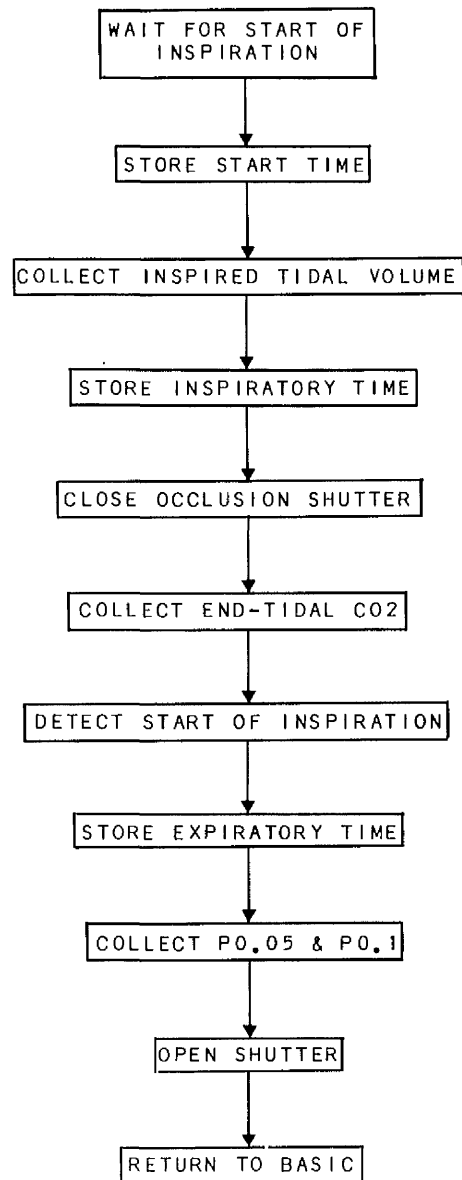 WAIT FOR START OF
INSPIRATION
STORE START TIME
COLLECT INSPIRED TIDAL VOLUME
STORE INSPIRATORY TIME
CLOSE OCCLUSION SHUTTER
COLLECT END-TIDAL CO2
DETECT START OF INSPIRATION
STORE EXPIRATORY TIME
COLLECT P0.05 & P0.1
OPEN SHUTTER
RETURN TO BASIC